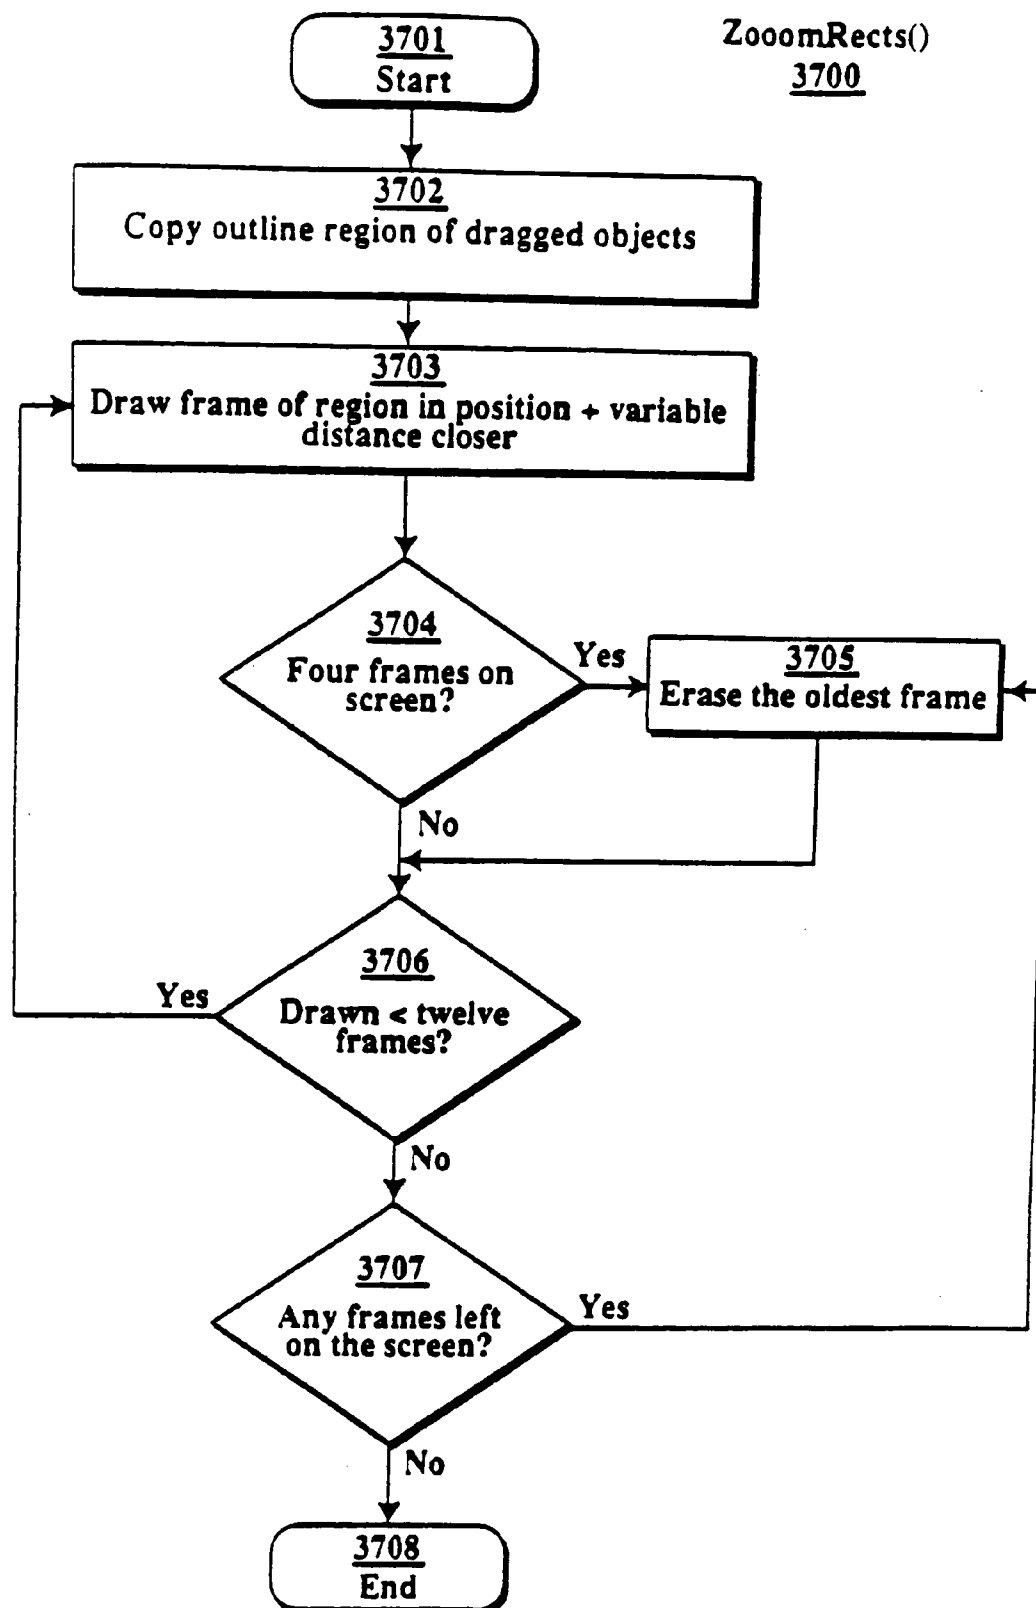 ZooomRects()
3700
3701
Start
3702
Copy outline region of dragged objects
3703
Draw frame of region in position + variable
distance closer
3704
Four frames on
screen?
Yes
3705
Erase the oldest frame
No
3706
Drawn < twelve
frames?
Yes
No
3707
Any frames left
on the screen?
Yes
No
3708
End